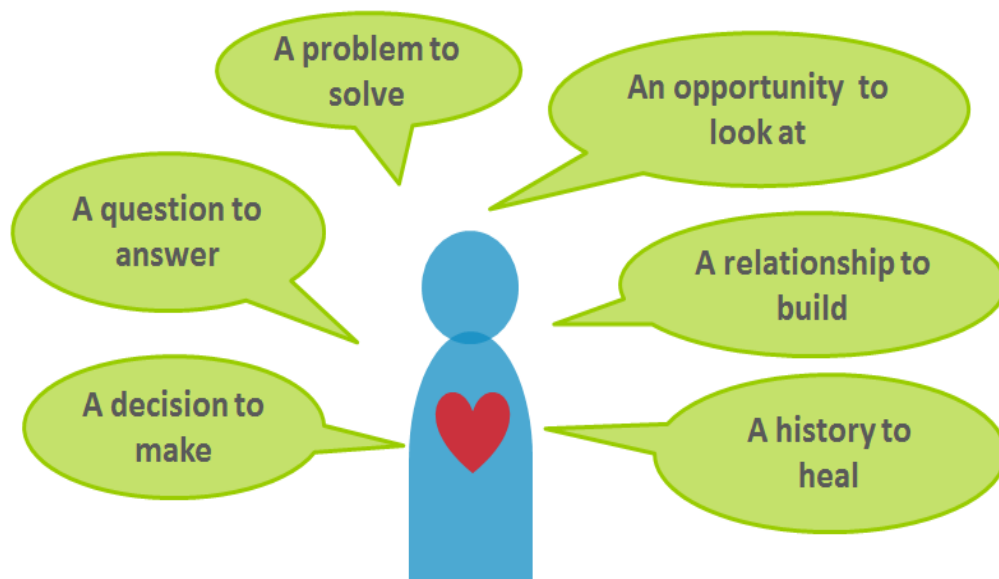 A problem to
solve
An opportunity to
look at
A question to
answer
A relationship to
build
A decision to
make
A history to
heal